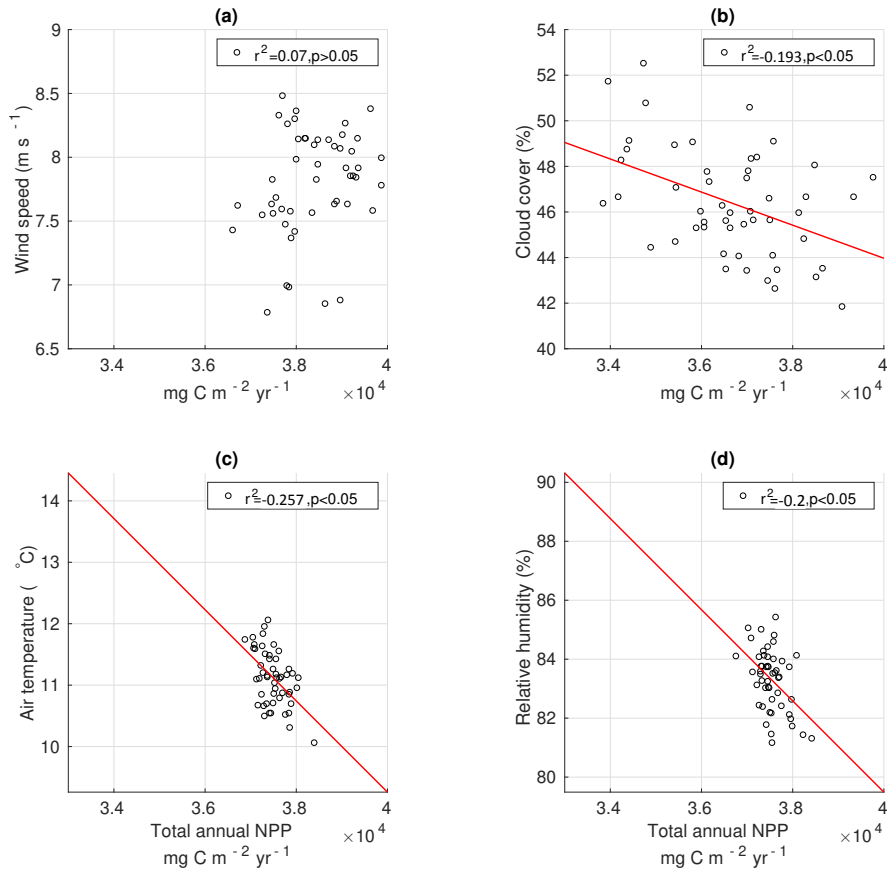 (a)
9
8.5
8
7.5
7
6.5
Wind speed (m s⁻¹)
r²=0.07,p>0.05
3.4 3.6 3.8 4
mg C m⁻² yr⁻¹ ×10⁴
(b)
54
52
50
48
46
44
42
40
Cloud cover (%)
r²=-0.193,p<0.05
3.4 3.6 3.8 4
mg C m⁻² yr⁻¹ ×10⁴
(c)
14
13
12
11
10
Air temperature ( °C)
r²=-0.257,p<0.05
3.4 3.6 3.8 4
Total annual NPP ×10⁴
mg C m⁻² yr⁻¹
(d)
90
88
86
84
82
80
Relative humidity (%)
r²=-0.2,p<0.05
3.4 3.6 3.8 4
Total annual NPP ×10⁴
mg C m⁻² yr⁻¹